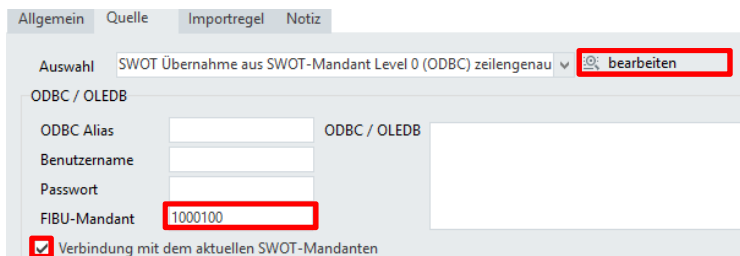 Allgemein Quelle Importregel Notiz
Auswahl SWOT Übernahme aus SWOT-Mandant Level 0 (ODBC) zeilengenau bearbeiten
ODBC / OLEDB
ODBC Alias ODBC / OLEDB
Benutzername
Passwort
FIBU-Mandant 1000100
Verbindung mit dem aktuellen SWOT-Mandanten